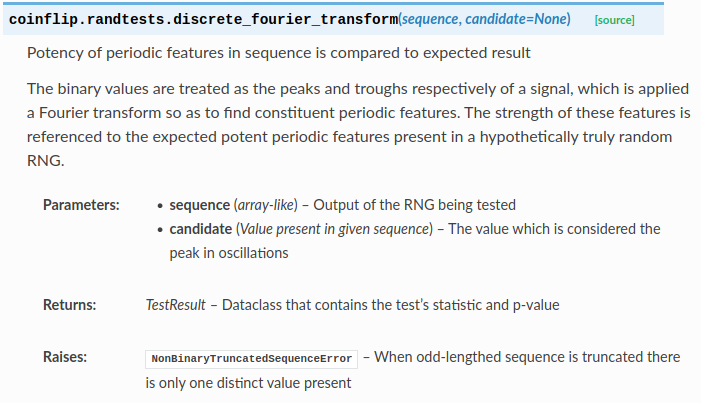 coinflip.randtests.discrete_fourier_transform(sequence, candidate=None) [source]
Potency of periodic features in sequence is compared to expected result
The binary values are treated as the peaks and troughs respectively of a signal, which is applied
a Fourier transform so as to find constituent periodic features. The strength of these features is
referenced to the expected potent periodic features present in a hypothetically truly random
RNG.
Parameters: • sequence (array-like) – Output of the RNG being tested
• candidate (Value present in given sequence) – The value which is considered the
peak in oscillations
Returns: TestResult – Dataclass that contains the test's statistic and p-value
Raises: NonBinaryTruncatedSequenceError – When odd-lengthed sequence is truncated there
is only one distinct value present